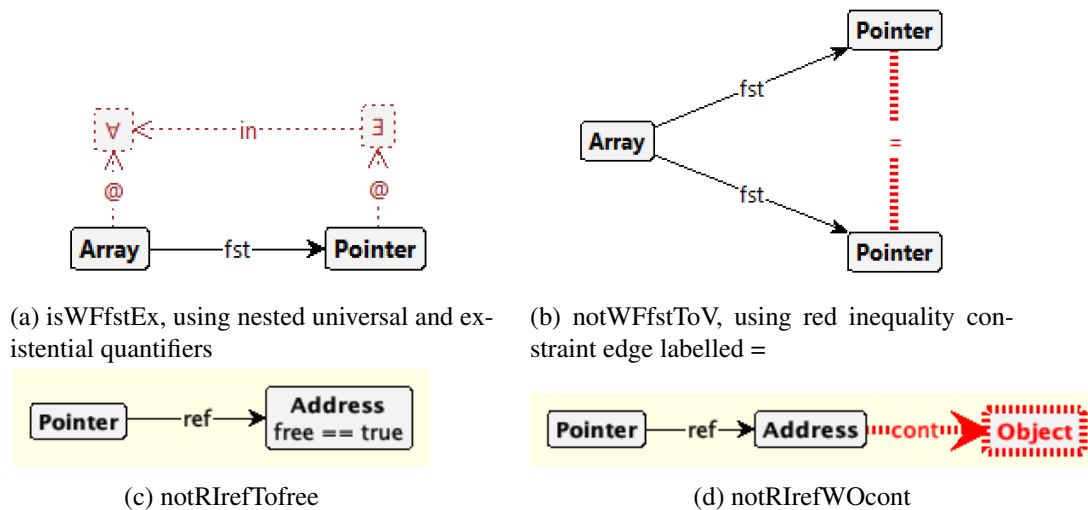 ∀
in
∃
@
@
Array
fst
Pointer
Pointer
fst
Array
=
fst
Pointer
(a) isWFfstEx, using nested universal and ex-
istential quantifiers
(b) notWFfstToV, using red inequality con-
straint edge labelled =
Pointer
ref
Address
free == true
(c) notRIrefTofree
Pointer
ref
Address
cont
Object
(d) notRIrefWOcont